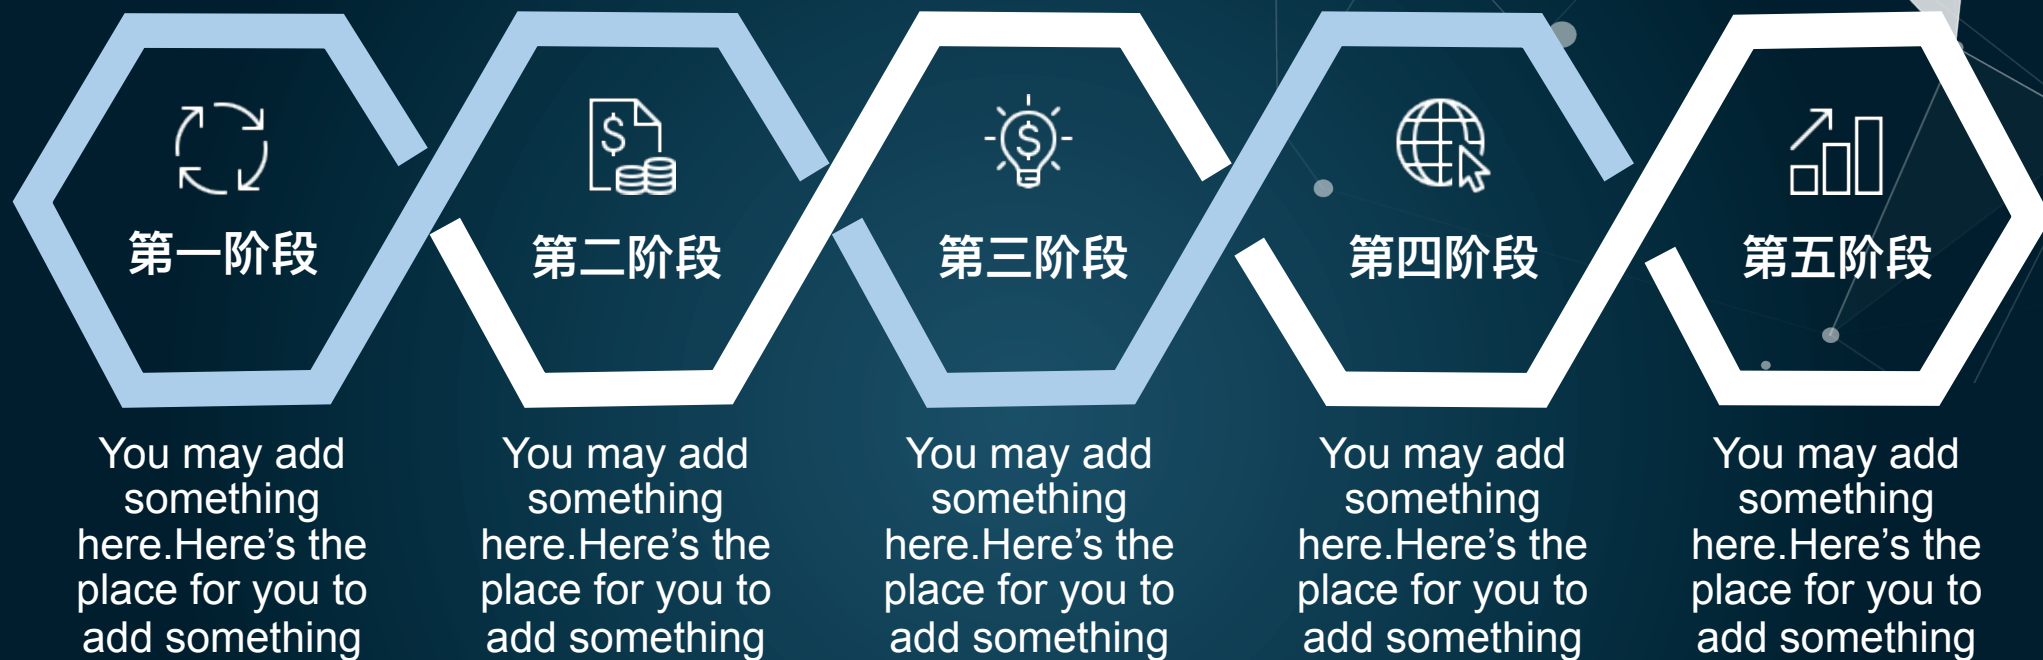 第一阶段
You may add
something
here.Here’s the
place for you to
add something
第二阶段
You may add
something
here.Here’s the
place for you to
add something
第三阶段
You may add
something
here.Here’s the
place for you to
add something
第四阶段
You may add
something
here.Here’s the
place for you to
add something
第五阶段
You may add
something
here.Here’s the
place for you to
add something